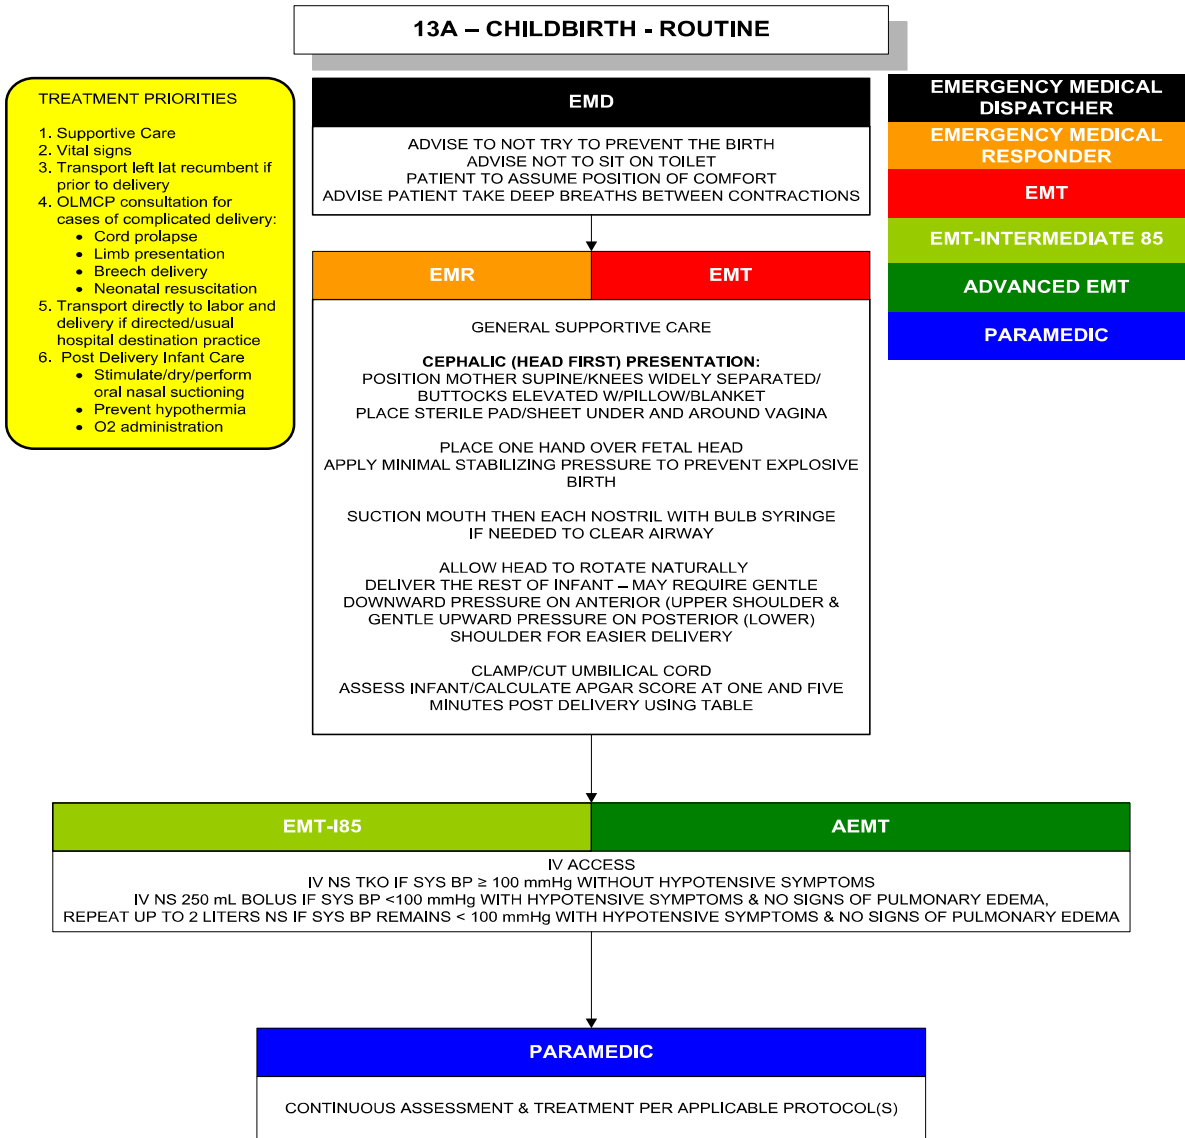 13A – CHILDBIRTH - ROUTINE
TREATMENT PRIORITIES
1. Supportive Care
2. Vital signs
3. Transport left lat recumbent if
prior to delivery
4. OLMCP consultation for
cases of complicated delivery:
• Cord prolapse
• Limb presentation
• Breech delivery
• Neonatal resuscitation
5. Transport directly to labor and
delivery if directed/usual
hospital destination practice
6. Post Delivery Infant Care
• Stimulate/dry/perform
oral nasal suctioning
• Prevent hypothermia
• O2 administration
EMD
ADVISE TO NOT TRY TO PREVENT THE BIRTH
ADVISE NOT TO SIT ON TOILET
PATIENT TO ASSUME POSITION OF COMFORT
ADVISE PATIENT TAKE DEEP BREATHS BETWEEN CONTRACTIONS
EMERGENCY MEDICAL
DISPATCHER
EMERGENCY MEDICAL
RESPONDER
EMT
EMT-INTERMEDIATE 85
ADVANCED EMT
PARAMEDIC
EMR
EMT
GENERAL SUPPORTIVE CARE
CEPHALIC (HEAD FIRST) PRESENTATION:
POSITION MOTHER SUPINE/KNEES WIDELY SEPARATED/
BUTTOCKS ELEVATED W/PILLOW/BLANKET
PLACE STERILE PAD/SHEET UNDER AND AROUND VAGINA
PLACE ONE HAND OVER FETAL HEAD
APPLY MINIMAL STABILIZING PRESSURE TO PREVENT EXPLOSIVE
BIRTH
SUCTION MOUTH THEN EACH NOSTRIL WITH BULB SYRINGE
IF NEEDED TO CLEAR AIRWAY
ALLOW HEAD TO ROTATE NATURALLY
DELIVER THE REST OF INFANT – MAY REQUIRE GENTLE
DOWNWARD PRESSURE ON ANTERIOR (UPPER SHOULDER &
GENTLE UPWARD PRESSURE ON POSTERIOR (LOWER)
SHOULDER FOR EASIER DELIVERY
CLAMP/CUT UMBILICAL CORD
ASSESS INFANT/CALCULATE APGAR SCORE AT ONE AND FIVE
MINUTES POST DELIVERY USING TABLE
EMT-I85
AEMT
IV ACCESS
IV NS TKO IF SYS BP ≥ 100 mmHg WITHOUT HYPOTENSIVE SYMPTOMS
IV NS 250 mL BOLUS IF SYS BP <100 mmHg WITH HYPOTENSIVE SYMPTOMS & NO SIGNS OF PULMONARY EDEMA,
REPEAT UP TO 2 LITERS NS IF SYS BP REMAINS < 100 mmHg WITH HYPOTENSIVE SYMPTOMS & NO SIGNS OF PULMONARY EDEMA
PARAMEDIC
CONTINUOUS ASSESSMENT & TREATMENT PER APPLICABLE PROTOCOL(S)